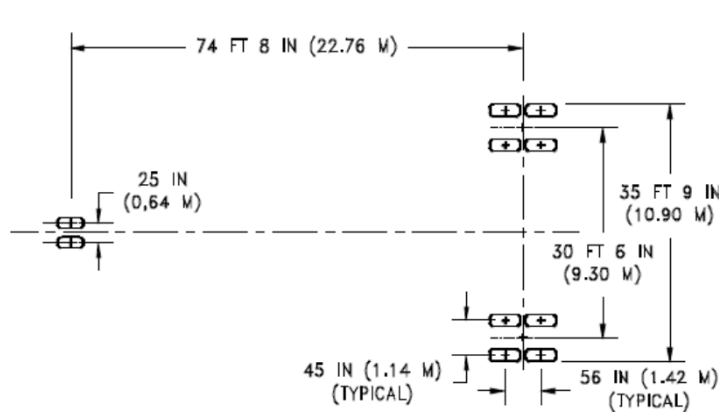 74 FT 8 IN (22.76 M)
25 IN
(0,64 M)
35 FT 9 IN
(10.90 M)
30 FT 6 IN
(9.30 M)
45 IN (1.14 M)
(TYPICAL)
56 IN (1.42 M)
(TYPICAL)